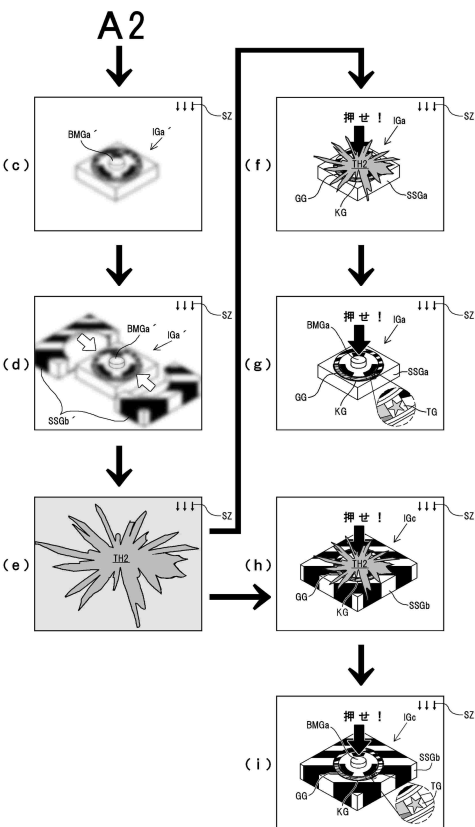 A2
(c)
BMGa´
IGa´
SZ
(d)
BMGa´
IGa´
SSGb´
SZ
(e)
TH2
SZ
(f)
押せ！
IGa
TH2
GG
KG
SSGa
SZ
(g)
押せ！
BMGa
IGa
SSGa
GG
KG
TG
SZ
(h)
押せ！
IGc
TH2
GG
KG
SSGb
SZ
(i)
押せ！
BMGa
IGc
SSGb
GG
KG
TG
SZ